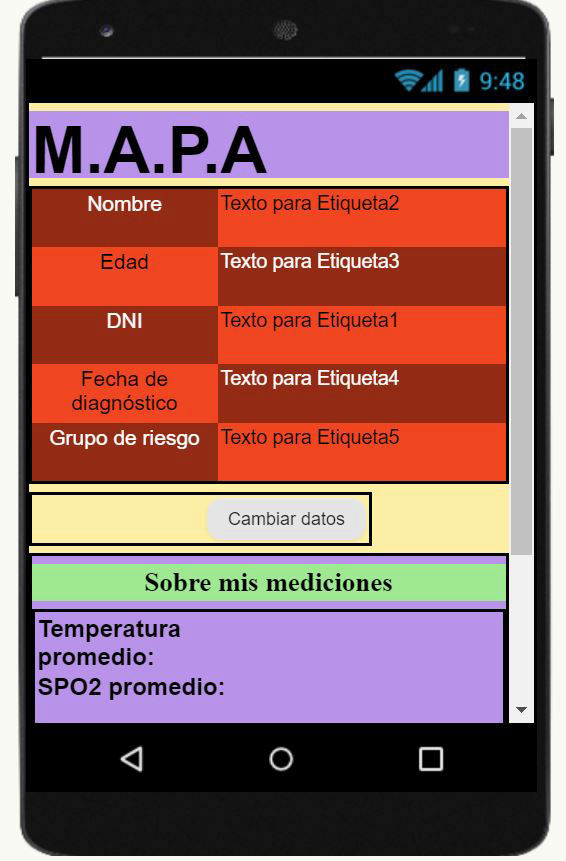 9:48
M.A.P.A
Nombre Texto para Etiqueta2
Edad Texto para Etiqueta3
DNI Texto para Etiqueta1
Fecha de Texto para Etiqueta4
diagnóstico
Grupo de riesgo Texto para Etiqueta5
Cambiar datos
Sobre mis mediciones
Temperatura
promedio:
SPO2 promedio: